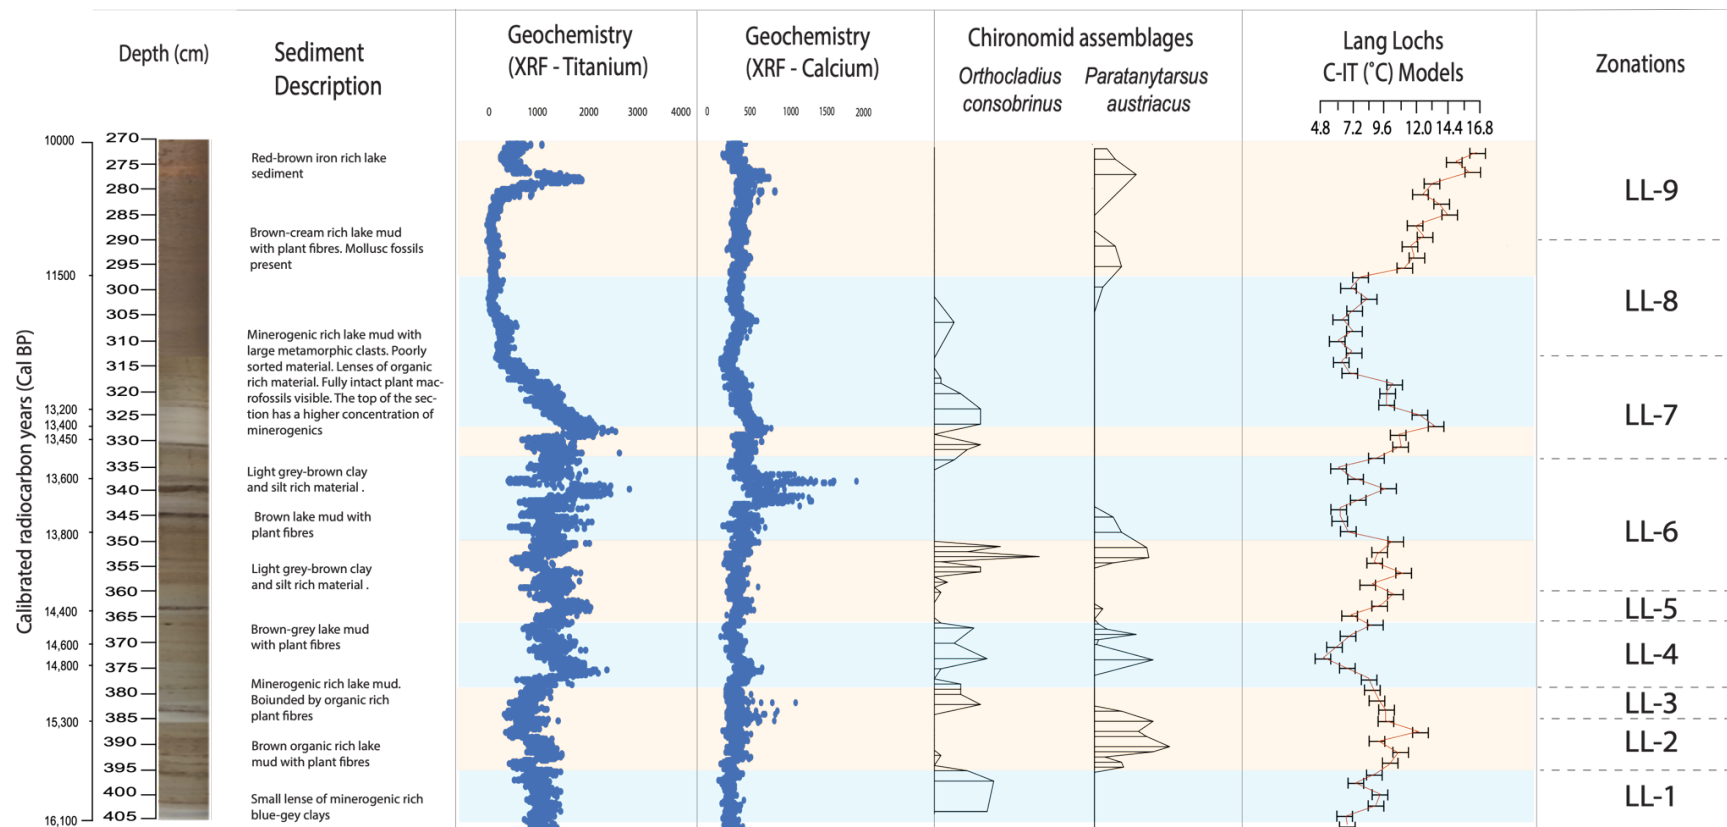 Depth (cm)
Sediment
Description
Geochemistry
(XRF - Titanium)
Geochemistry
(XRF - Calcium)
Chironomid assemblages
Orthocladius
consobrinus
Paratanytarsus
austriacus
Lang Lochs
C-IT (˚C) Models
Zonations
0 1000 2000 3000 4000
0 500 1000 1500 2000
4.8 7.2 9.6 12.0 14.4 16.8
Calibrated radiocarbon years (Cal BP)
10000
11500
13,200
13,400
13,450
13,600
13,800
14,400
14,600
14,800
15,300
16,100
270
275
280
285
290
295
300
305
310
315
320
325
330
335
340
345
350
355
360
365
370
375
380
385
390
395
400
405
Red-brown iron rich lake
sediment
Brown-cream rich lake mud
with plant fibres. Mollusc fossils
present
Minerogenic rich lake mud with
large metamorphic clasts. Poorly
sorted material. Lenses of organic
rich material. Fully intact plant mac-
rofossils visible. The top of the sec-
tion has a higher concentration of
minerogenics
Light grey-brown clay
and silt rich material .
Brown lake mud with
plant fibres
Light grey-brown clay
and silt rich material .
Brown-grey lake mud
with plant fibres
Minerogenic rich lake mud.
Boiunded by organic rich
plant fibres
Brown organic rich lake
mud with plant fibres
Small lense of minerogenic rich
blue-gey clays
LL-9
LL-8
LL-7
LL-6
LL-5
LL-4
LL-3
LL-2
LL-1